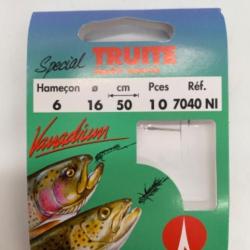 Special TRUITE
Hameçon ø cm Pces Réf.
6 16 50 10 7040 NI
Vanadium